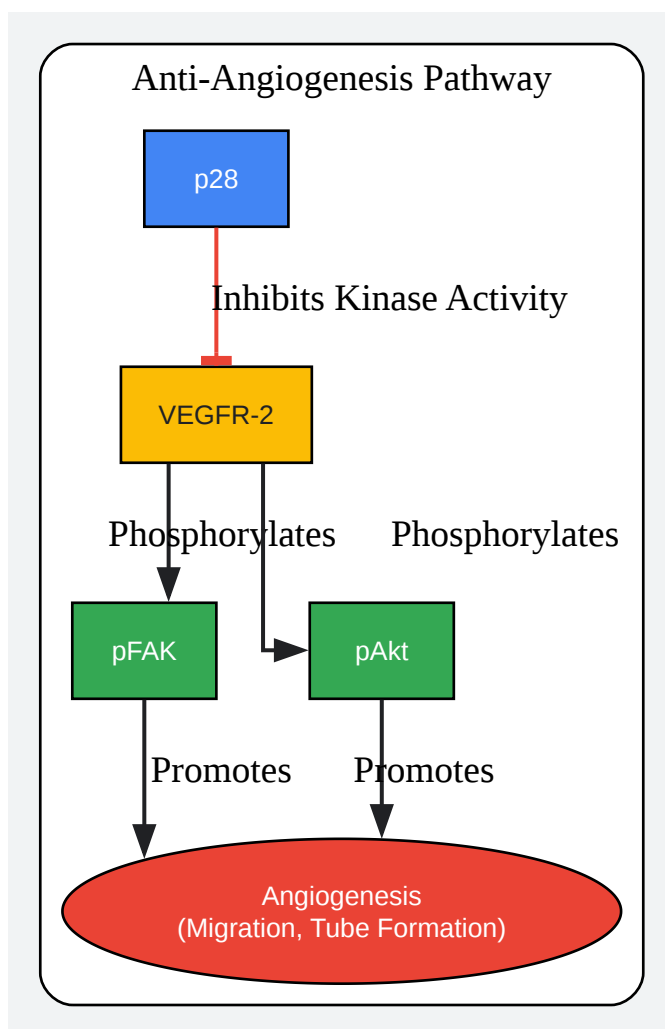 Anti-Angiogenesis Pathway
p28
Inhibits Kinase Activity
VEGFR-2
Phosphorylates
Phosphorylates
pFAK
pAkt
Promotes
Promotes
Angiogenesis
(Migration, Tube Formation)